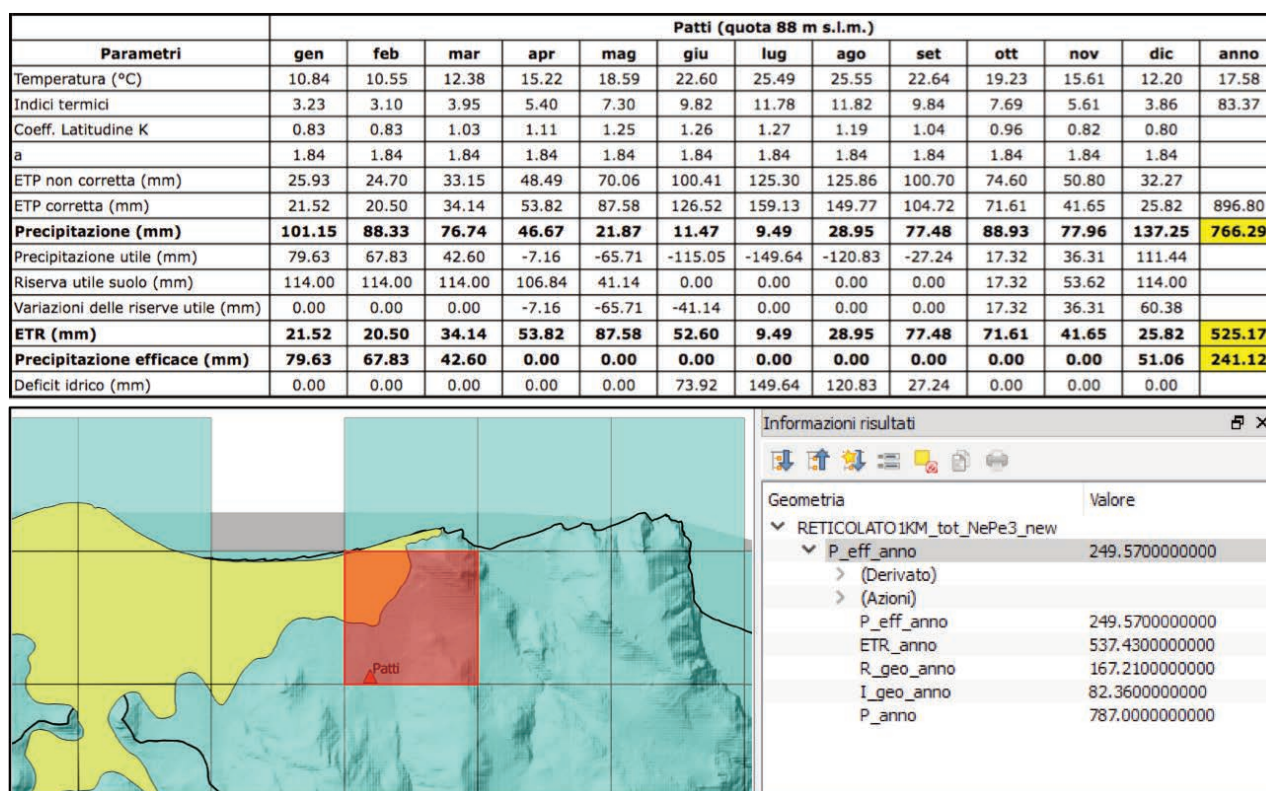 Patti (quota 88 m s.l.m.)
Parametri gen feb mar apr mag giu lug ago set ott nov dic anno
Temperatura (°C) 10.84 10.55 12.38 15.22 18.59 22.60 25.49 25.55 22.64 19.23 15.61 12.20 17.58
Indici termici 3.23 3.10 3.95 5.40 7.30 9.82 11.78 11.82 9.84 7.69 5.61 3.86 83.37
Coeff. Latitudine K 0.83 0.83 1.03 1.11 1.25 1.26 1.27 1.19 1.04 0.96 0.82 0.80
a 1.84 1.84 1.84 1.84 1.84 1.84 1.84 1.84 1.84 1.84 1.84 1.84
ETP non corretta (mm) 25.93 24.70 33.15 48.49 70.06 100.41 125.30 125.86 100.70 74.60 50.80 32.27
ETP corretta (mm) 21.52 20.50 34.14 53.82 87.58 126.52 159.13 149.77 104.72 71.61 41.65 25.82 896.80
Precipitazione (mm) 101.15 88.33 76.74 46.67 21.87 11.47 9.49 28.95 77.48 88.93 77.96 137.25 766.29
Precipitazione utile (mm) 79.63 67.83 42.60 -7.16 -65.71 -115.05 -149.64 -120.83 -27.24 17.32 36.31 111.44
Riserva utile suolo (mm) 114.00 114.00 114.00 106.84 41.14 0.00 0.00 0.00 0.00 17.32 53.62 114.00
Variazioni delle riserve utile (mm) 0.00 0.00 0.00 -7.16 -65.71 -41.14 0.00 0.00 0.00 17.32 36.31 60.38
ETR (mm) 21.52 20.50 34.14 53.82 87.58 52.60 9.49 28.95 77.48 71.61 41.65 25.82 525.17
Precipitazione efficace (mm) 79.63 67.83 42.60 0.00 0.00 0.00 0.00 0.00 0.00 0.00 0.00 51.06 241.12
Deficit idrico (mm) 0.00 0.00 0.00 0.00 0.00 73.92 149.64 120.83 27.24 0.00 0.00 0.00
Patti
Informazioni risultati
Geometria Valore
RETICOLATO1KM_tot_NePe3_new
P_eff_anno 249.5700000000
(Derivato)
(Azioni)
P_eff_anno 249.5700000000
ETR_anno 537.4300000000
R_geo_anno 167.2100000000
I_geo_anno 82.3600000000
P_anno 787.0000000000